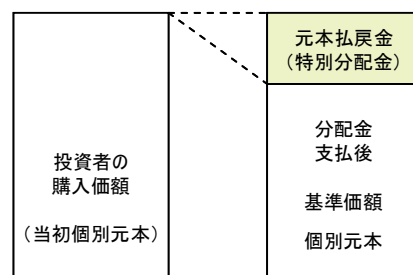 投資者の
購入価額
（当初個別元本）
元本払戻金
（特別分配金）
分配金
支払後
基準価額
個別元本